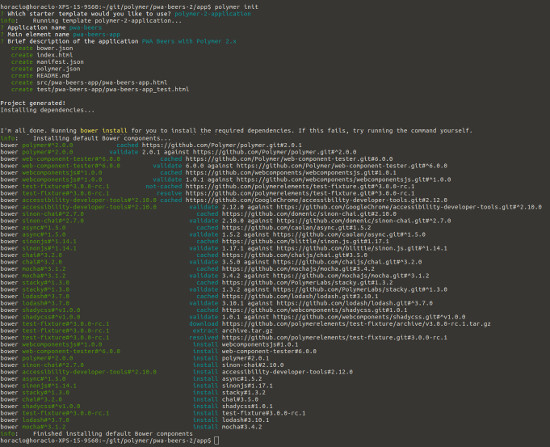 horacio@horacio-XPS-15-9560:~/git/polymer/pwa-beers-2/app$ polymer init
? Which starter template would you like to use? polymer-2-application
info:    Running template polymer-2-application...
? Application name pwa-beers
? Main element name pwa-beers-app
? Brief description of the application PWA Beers with Polymer 2.x
   create bower.json
   create index.html
   create manifest.json
   create polymer.json
   create README.md
   create src/pwa-beers-app/pwa-beers-app.html
   create test/pwa-beers-app/pwa-beers-app_test.html
Project generated!
Installing dependencies...
I'm all done. Running bower install for you to install the required dependencies. If this fails, try running the command yourself.
info:    Installing default Bower components...
bower polymer#^2.0.0 cached https://github.com/Polymer/polymer.git#2.0.1
bower polymer#^2.0.0 validate 2.0.1 against https://github.com/Polymer/polymer.git#^2.0.0
bower web-component-tester#^6.0.0 cached https://github.com/Polymer/web-component-tester.git#6.0.0
bower web-component-tester#^6.0.0 validate 6.0.0 against https://github.com/Polymer/web-component-tester.git#^6.0.0
bower webcomponentsjs#^1.0.0 cached https://github.com/webcomponents/webcomponentsjs.git#1.0.1
bower webcomponentsjs#^1.0.0 validate 1.0.1 against https://github.com/webcomponents/webcomponentsjs.git#^1.0.0
bower test-fixture#^3.0.0-rc.1 not-cached https://github.com/polymerelements/test-fixture.git#^3.0.0-rc.1
bower test-fixture#^3.0.0-rc.1 resolve https://github.com/polymerelements/test-fixture.git#^3.0.0-rc.1
bower accessibility-developer-tools#^2.10.0 cached https://github.com/GoogleChrome/accessibility-developer-tools.git#2.12.0
bower accessibility-developer-tools#^2.10.0 validate 2.12.0 against https://github.com/GoogleChrome/accessibility-developer-tools.git#^2.10.0
bower sinon-chai#^2.7.0 cached https://github.com/domenic/sinon-chai.git#2.10.0
bower sinon-chai#^2.7.0 validate 2.10.0 against https://github.com/domenic/sinon-chai.git#^2.7.0
bower async#^1.5.0 cached https://github.com/caolan/async.git#1.5.2
bower async#^1.5.0 validate 1.5.2 against https://github.com/caolan/async.git#^1.5.0
bower sinonjs#^1.14.1 cached https://github.com/blittle/sinon.js.git#1.17.1
bower sinonjs#^1.14.1 validate 1.17.1 against https://github.com/blittle/sinon.js.git#^1.14.1
bower chai#^3.2.0 cached https://github.com/chaijs/chai.git#3.5.0
bower chai#^3.2.0 validate 3.5.0 against https://github.com/chaijs/chai.git#^3.2.0
bower mocha#^3.1.2 cached https://github.com/mochajs/mocha.git#3.4.2
bower mocha#^3.1.2 validate 3.4.2 against https://github.com/mochajs/mocha.git#^3.1.2
bower stacky#^1.3.0 cached https://github.com/PolymerLabs/stacky.git#1.3.2
bower stacky#^1.3.0 validate 1.3.2 against https://github.com/PolymerLabs/stacky.git#^1.3.0
bower lodash#^3.7.0 cached https://github.com/lodash/lodash.git#3.10.1
bower lodash#^3.7.0 validate 3.10.1 against https://github.com/lodash/lodash.git#^3.7.0
bower shadycss#^v1.0.0 cached https://github.com/webcomponents/shadycss.git#1.0.1
bower shadycss#^v1.0.0 validate 1.0.1 against https://github.com/webcomponents/shadycss.git#^v1.0.0
bower test-fixture#^3.0.0-rc.1 download https://github.com/polymerelements/test-fixture/archive/v3.0.0-rc.1.tar.gz
bower test-fixture#^3.0.0-rc.1 extract archive.tar.gz
bower test-fixture#^3.0.0-rc.1 resolved https://github.com/polymerelements/test-fixture.git#3.0.0-rc.1
bower webcomponentsjs#^1.0.0 install webcomponentsjs#1.0.1
bower web-component-tester#^6.0.0 install web-component-tester#6.0.0
bower polymer#^2.0.0 install polymer#2.0.1
bower sinon-chai#^2.7.0 install sinon-chai#2.10.0
bower accessibility-developer-tools#^2.10.0 install accessibility-developer-tools#2.12.0
bower async#^1.5.0 install async#1.5.2
bower sinonjs#^1.14.1 install sinonjs#1.17.1
bower stacky#^1.3.0 install stacky#1.3.2
bower chai#^3.2.0 install chai#3.5.0
bower shadycss#^v1.0.0 install shadycss#1.0.1
bower test-fixture#^3.0.0-rc.1 install test-fixture#3.0.0-rc.1
bower lodash#^3.7.0 install lodash#3.10.1
bower mocha#^3.1.2 install mocha#3.4.2
info:    Finished installing default Bower components
horacio@horacio-XPS-15-9560:~/git/polymer/pwa-beers-2/app$